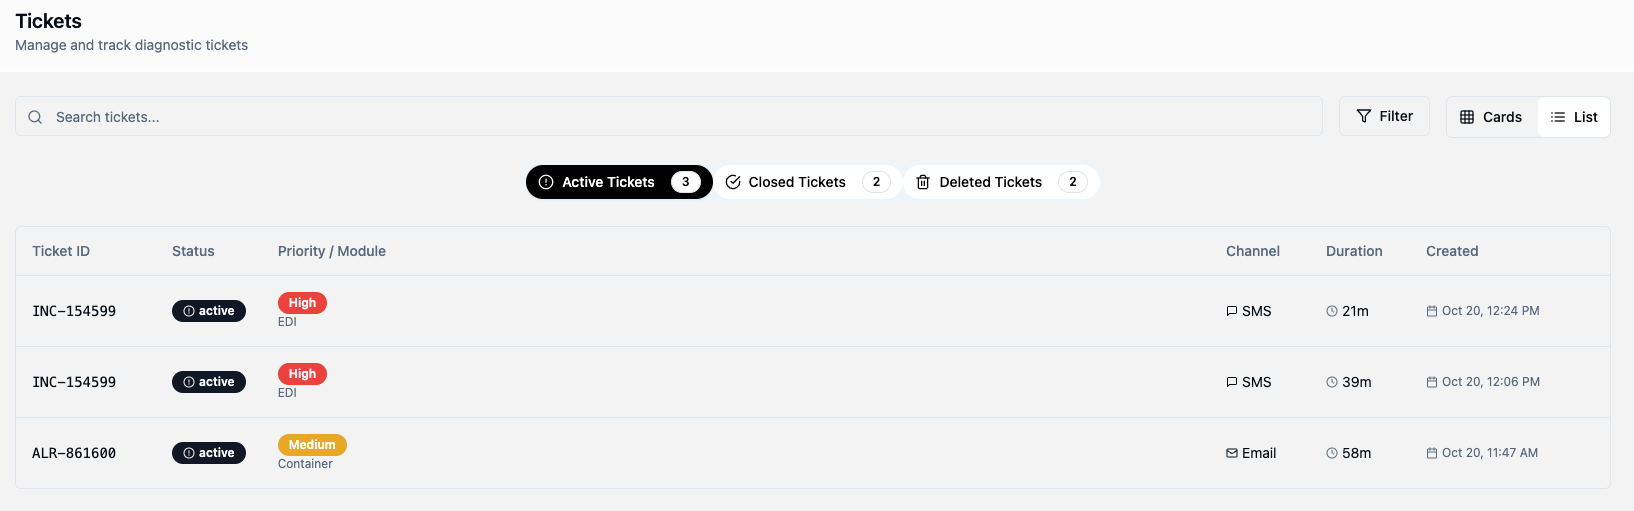 Tickets
Manage and track diagnostic tickets
Search tickets...
Filter
Cards
List
Active Tickets 3
Closed Tickets 2
Deleted Tickets 2
Ticket ID Status Priority / Module Channel Duration Created
INC-154599 active High SMS 21m Oct 20, 12:24 PM
EDI
INC-154599 active High SMS 39m Oct 20, 12:06 PM
EDI
ALR-861600 active Medium Email 58m Oct 20, 11:47 AM
Container